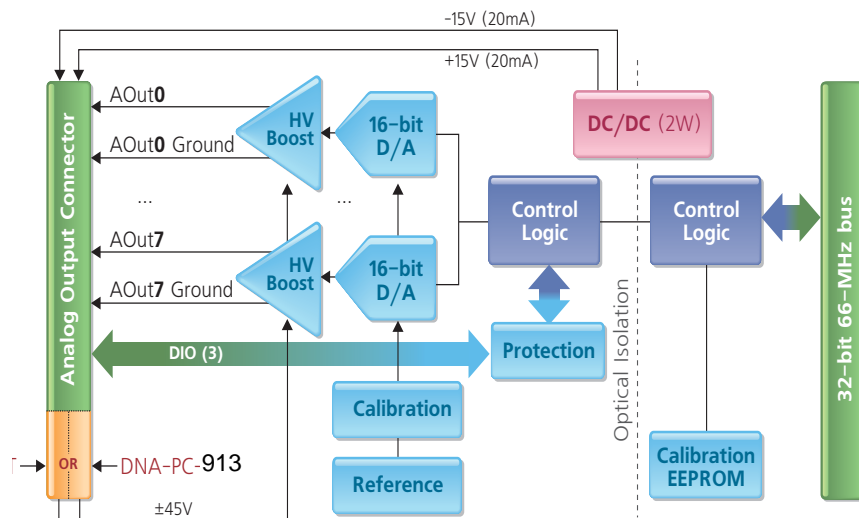 -15V (20mA)
+15V (20mA)
Analog Output Connector
AOut0
AOut0 Ground
...
AOut7
AOut7 Ground
HV
Boost
16-bit
D/A
...
HV
Boost
16-bit
D/A
DC/DC (2W)
Control
Logic
Control
Logic
32-bit 66-MHz bus
Optical Isolation
DIO (3)
Protection
Calibration
Reference
Calibration
EEPROM
T
OR
DNA-PC-913
±45V